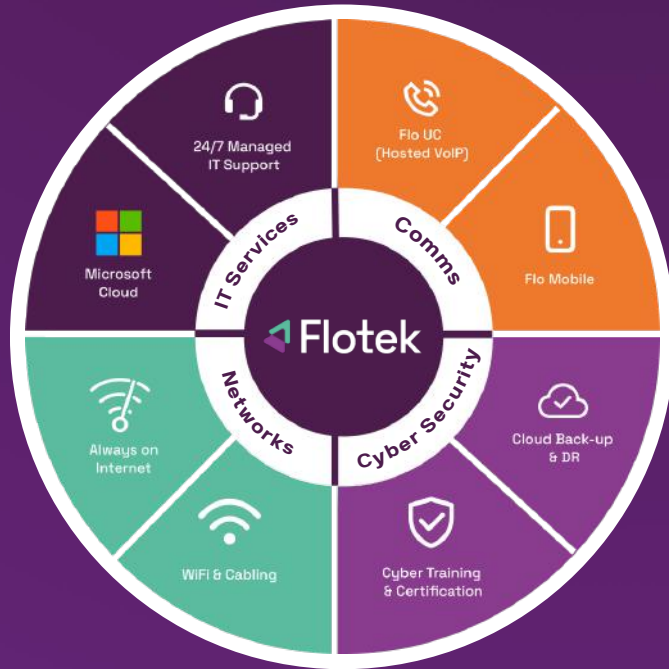 24/7 Managed
IT Support
Flo UC
(Hosted VoIP)
Microsoft
Cloud
Flo Mobile
IT Services
Comms
Flotek
Networks
Cyber Security
Always on
Internet
Cloud Back-up
& DR
WiFi & Cabling
Cyber Training
& Certification